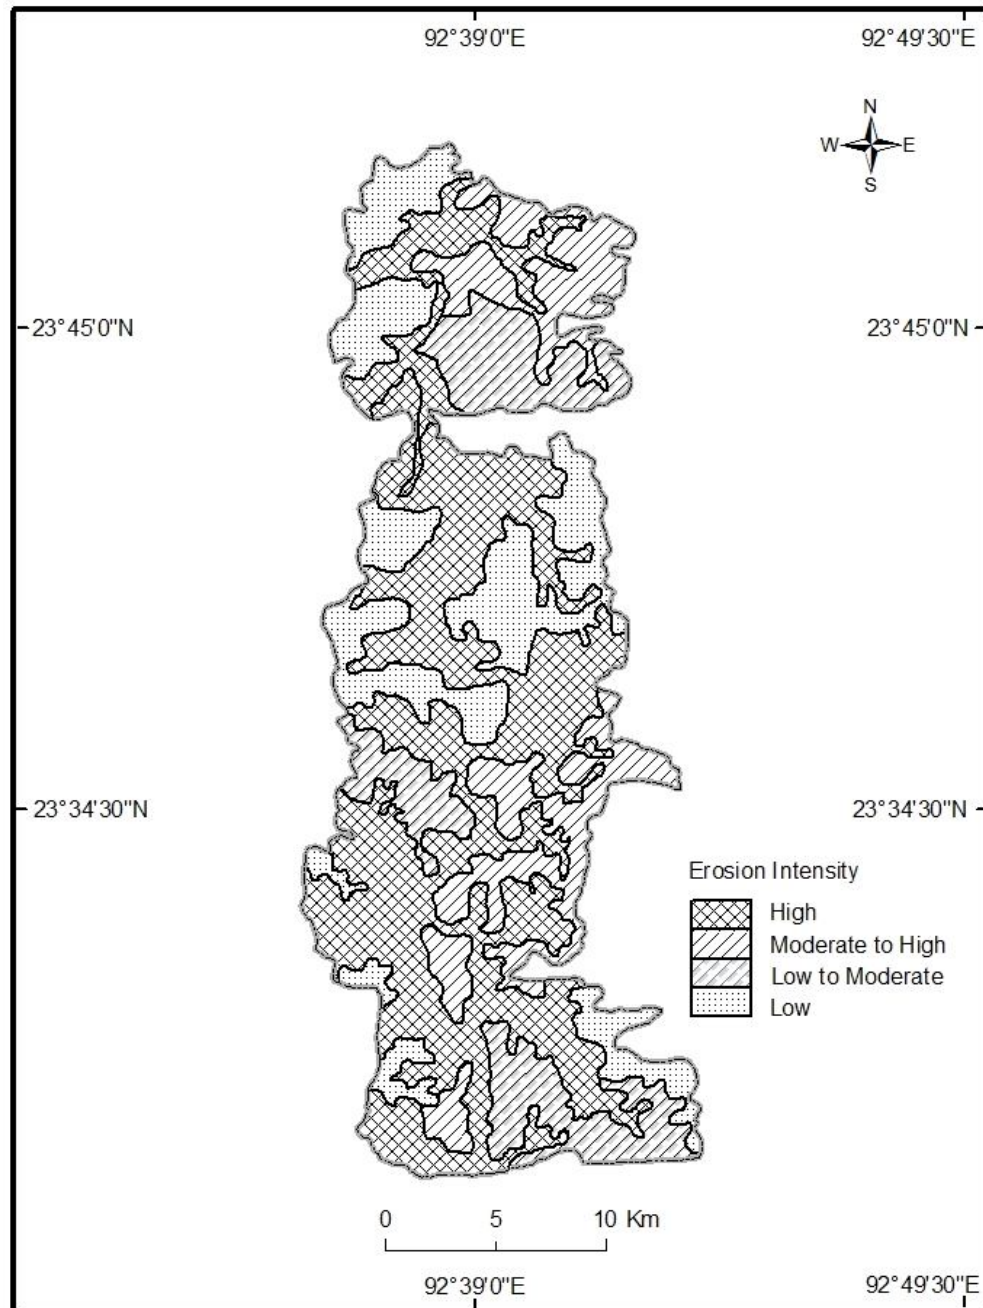 92°39'0"E 92°49'30"E
N
W E
S
23°45'0"N 23°45'0"N
23°34'30"N 23°34'30"N
Erosion Intensity
High
Moderate to High
Low to Moderate
Low
0 5 10 Km
92°39'0"E 92°49'30"E